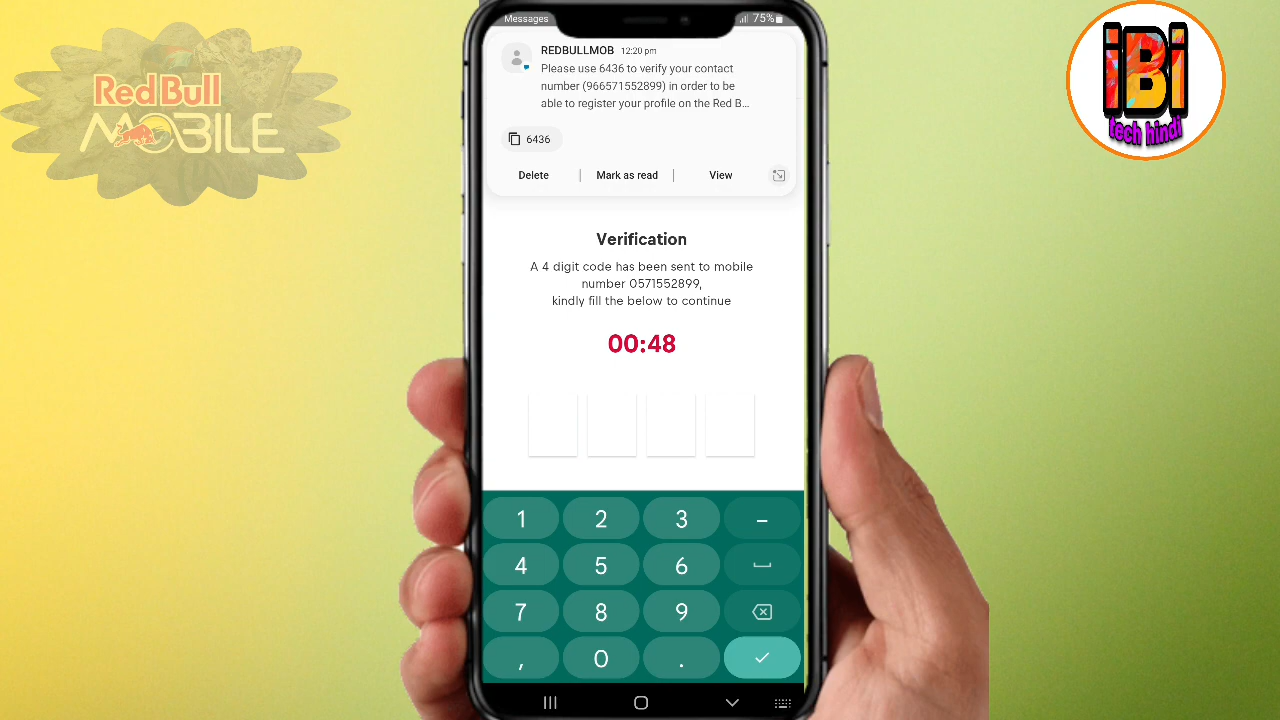 Messages
75%
Red Bull
MOBILE
iBi
tech hindi
REDBULLMOB 12:20 pm
Please use 6436 to verify your contact
number (966571552899) in order to be
able to register your profile on the Red B...
6436
Delete | Mark as read | View
Verification
A 4 digit code has been sent to mobile
number 0571552899,
kindly fill the below to continue
00:48
1 2 3 –
4 5 6
7 8 9
, 0 .